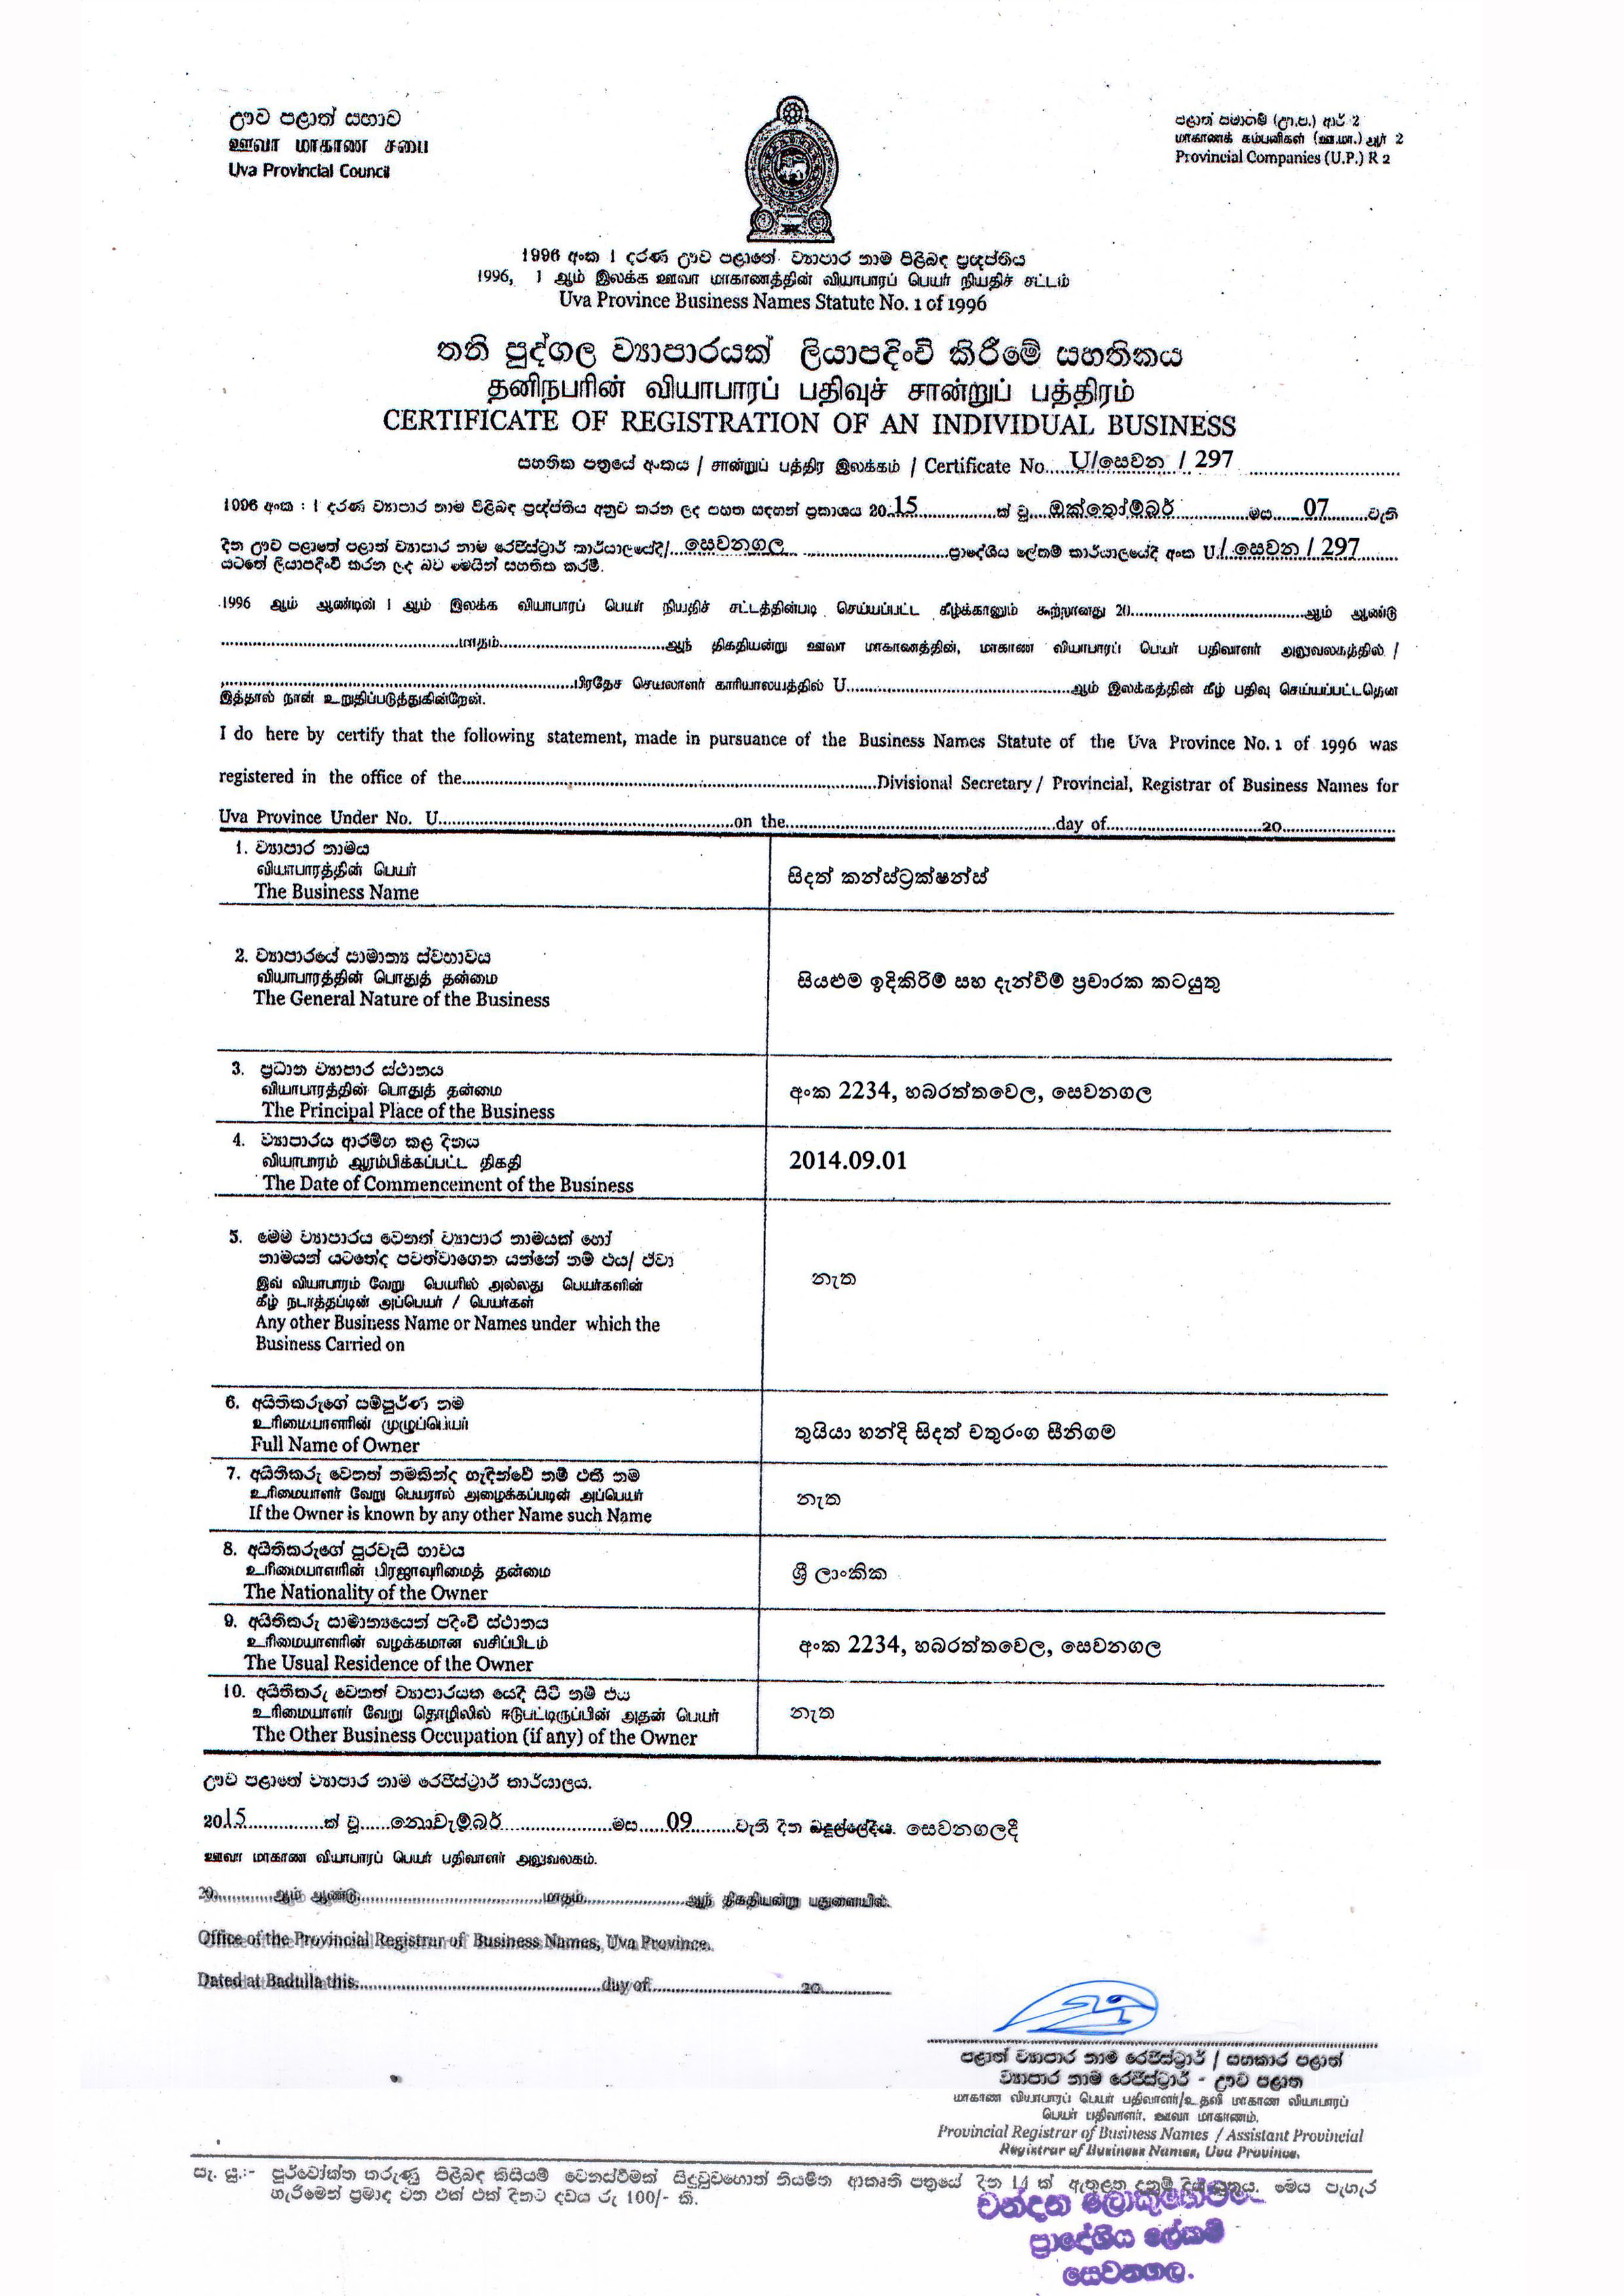 ඌව පළාත් සභාව
ஊவா மாகாண சபை
Uva Provincial Council
පළාත් සමාගම් (ඌ.ප.) ආර් 2
மாகாணக் கம்பனிகள் (ஊ.மா.) ஆர் 2
Provincial Companies (U.P.) R 2
1996 අංක 1 දරණ ඌව පළාතේ ව්‍යාපාර නාම පිළිබඳ ප්‍රඥප්තිය
1996, 1 ஆம் இலக்க ஊவா மாகாணத்தின் வியாபாரப் பெயர் நியதிச் சட்டம்
Uva Province Business Names Statute No. 1 of 1996
තනි පුද්ගල ව්‍යාපාරයක් ලියාපදිංචි කිරීමේ සහතිකය
தனிநபரின் வியாபாரப் பதிவுச் சான்றுப் பத்திரம்
CERTIFICATE OF REGISTRATION OF AN INDIVIDUAL BUSINESS
සහතික පත්‍රයේ අංකය / சான்றுப் பத்திர இலக்கம் / Certificate No..... U/සෙවන / 297 ..............
1996 අංක : 1 දරණ ව්‍යාපාර නාම පිළිබඳ ප්‍රඥප්තිය අනුව කරන ලද පහත සඳහන් ප්‍රකාශය 20.15..............ක් වූ....ඔක්තෝම්බර්..............මස......07........වැනි
දින ඌව පළාතේ පළාත් ව්‍යාපාර නාම රෙජිස්ට්‍රාර් කාර්යාලයේදී/...සෙවනගල..............ප්‍රාදේශීය ලේකම් කාර්යාලයේදී අංක U./ සෙවන / 297
යටතේ ලියාපදිංචි කරන ලද බව මෙයින් සහතික කරමි.
1996 ஆம் ஆண்டின் 1 ஆம் இலக்க வியாபாரப் பெயர் நியதிச் சட்டத்தின்படி செய்யப்பட்ட கீழ்க்காணும் கூற்றானது 20..............ஆம் ஆண்டு
..............மாதம்..............ஆந் திகதியன்று ஊவா மாகாணத்தின், மாகாண வியாபாரப் பெயர் பதிவாளர் அலுவலகத்தில் /
..............பிரதேச செயலாளர் காரியாலயத்தில் U..............ஆம் இலக்கத்தின் கீழ் பதிவு செய்யப்பட்டதென
இத்தால் நான் உறுதிப்படுத்துகின்றேன்.
I do here by certify that the following statement, made in pursuance of the Business Names Statute of the Uva Province No. 1 of 1996 was
registered in the office of the..............Divisional Secretary / Provincial, Registrar of Business Names for
Uva Province Under No. U..............on the..............day of..............20..............
1. ව්‍යාපාර නාමය
வியாபாரத்தின் பெயர்
The Business Name
සිදත් කන්ස්ට්‍රක්ෂන්ස්
2. ව්‍යාපාරයේ සාමාන්‍ය ස්වභාවය
வியாபாரத்தின் பொதுத் தன்மை
The General Nature of the Business
සියළුම ඉදිකිරිම් සහ දැන්වීම් ප්‍රචාරක කටයුතු
3. ප්‍රධාන ව්‍යාපාර ස්ථානය
வியாபாரத்தின் பொதுத் தன்மை
The Principal Place of the Business
අංක 2234, හබරත්තවෙල, සෙවනගල
4. ව්‍යාපාරය ආරම්භ කළ දිනය
வியாபாரம் ஆரம்பிக்கப்பட்ட திகதி
The Date of Commencement of the Business
2014.09.01
5. මෙම ව්‍යාපාරය වෙනත් ව්‍යාපාර නාමයක් හෝ
නාමයන් යටතේද පවත්වාගෙන යන්නේ නම් එය/ ඒවා
இவ் வியாபாரம் வேறு பெயரில் அல்லது பெயர்களின்
கீழ் நடாத்தப்படின் அப்பெயர் / பெயர்கள்
Any other Business Name or Names under which the
Business Carried on
නැත
6. අයිතිකරුගේ සම්පූර්ණ නම
உரிமையாளரின் முழுப்பெயர்
Full Name of Owner
තුයියා හන්දි සිදත් චතුරංග සීනිගම
7. අයිතිකරු වෙනත් නමකින්ද හැඳින්වේ නම් එකී නම
உரிமையாளர் வேறு பெயரால் அழைக்கப்படின் அப்பெயர்
If the Owner is known by any other Name such Name
නැත
8. අයිතිකරුගේ පුරවැසි භාවය
உரிமையாளரின் பிரஜாவுரிமைத் தன்மை
The Nationality of the Owner
ශ්‍රී ලාංකික
9. අයිතිකරු සාමාන්‍යයෙන් පදිංචි ස්ථානය
உரிமையாளரின் வழக்கமான வசிப்பிடம்
The Usual Residence of the Owner
අංක 2234, හබරත්තවෙල, සෙවනගල
10. අයිතිකරු වෙනත් ව්‍යාපාරයක යෙදී සිටී නම් එය
உரிமையாளர் வேறு தொழிலில் ஈடுபட்டிருப்பின் அதன் பெயர்
The Other Business Occupation (if any) of the Owner
නැත
ඌව පළාතේ ව්‍යාපාර නාම රෙජිස්ට්‍රාර් කාර්යාලය.
2015..............ක් වූ......නොවැම්බර්..............මස......09........වැනි දින බදුල්ලේදීය. සෙවනගලදී
ஊவா மாகாண வியாபாரப் பெயர் பதிவாளர் அலுவலகம்.
20..............ஆம் ஆண்டு..............மாதம்..............ஆந் திகதியன்று பதுளையில்.
Office of the Provincial Registrar of Business Names, Uva Province.
Dated at Badulla this..............day of..............20..............
පළාත් ව්‍යාපාර නාම රෙජිස්ට්‍රාර් / සහකාර පළාත්
ව්‍යාපාර නාම රෙජිස්ට්‍රාර් - ඌව පළාත
மாகாண வியாபாரப் பெயர் பதிவாளர்/உதவி மாகாண வியாபாரப்
பெயர் பதிவாளர், ஊவா மாகாணம்.
Provincial Registrar of Business Names / Assistant Provincial
Registrar of Business Names, Uva Province.
සැ. යු.:- පූර්වෝක්ත කරුණු පිළිබඳ කිසියම් වෙනස්වීමක් සිදුවුවහොත් නියමිත ආකෘති පත්‍රයේ දින 14 ක් ඇතුළත දැනුම් දිය යුතුය. මෙය පැහැර
හැරීමෙන් ප්‍රමාද වන එක් එක් දිනට දඩය රු 100/- කි.
චන්දන
ප්‍රාදේශීය ලේකම්
සෙවනගල.